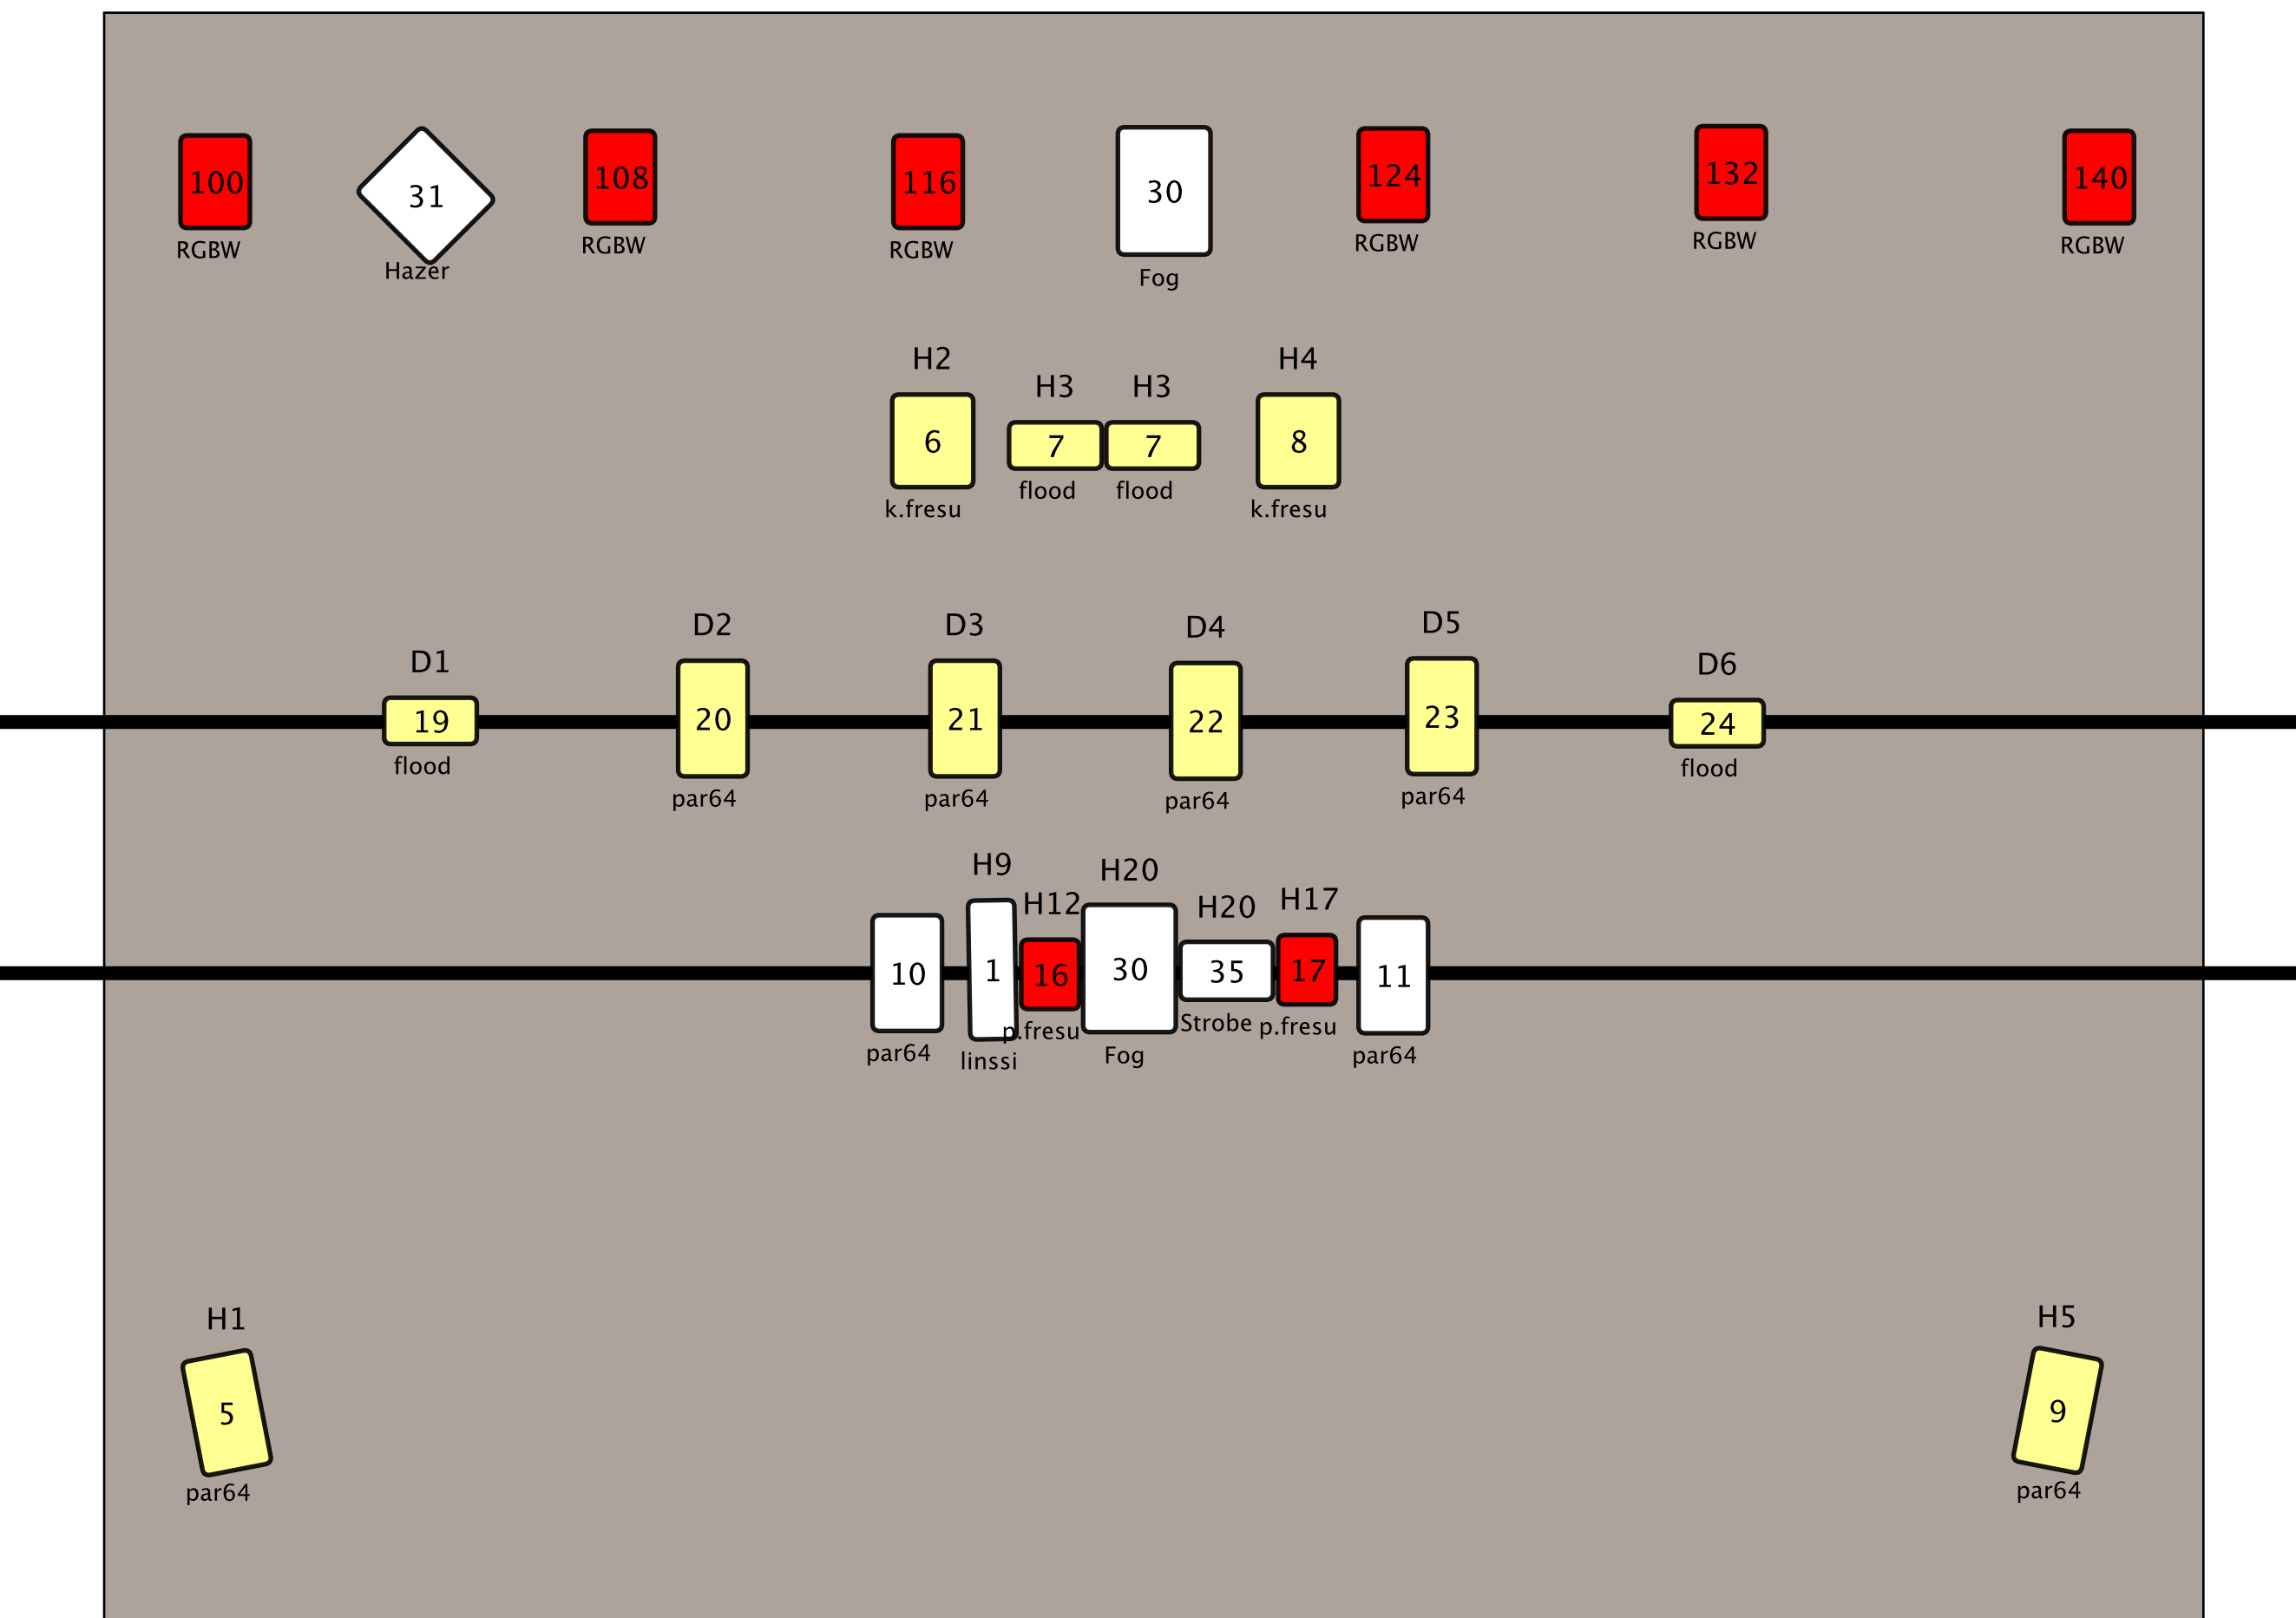 100 31 108 116 30 124 132 140
RGBW Hazer RGBW RGBW Fog RGBW RGBW RGBW
H2 H3 H3 H4
6 7 7 8
k.fresu flood flood k.fresu
D1 D2 D3 D4 D5 D6
19 20 21 22 23 24
flood par64 par64 par64 par64 flood
H9 H12 H20 H20 H17
10 1 16 30 35 17 11
par64 linssi p.fresu Fog Strobe p.fresu par64
H1 H5
5 9
par64 par64